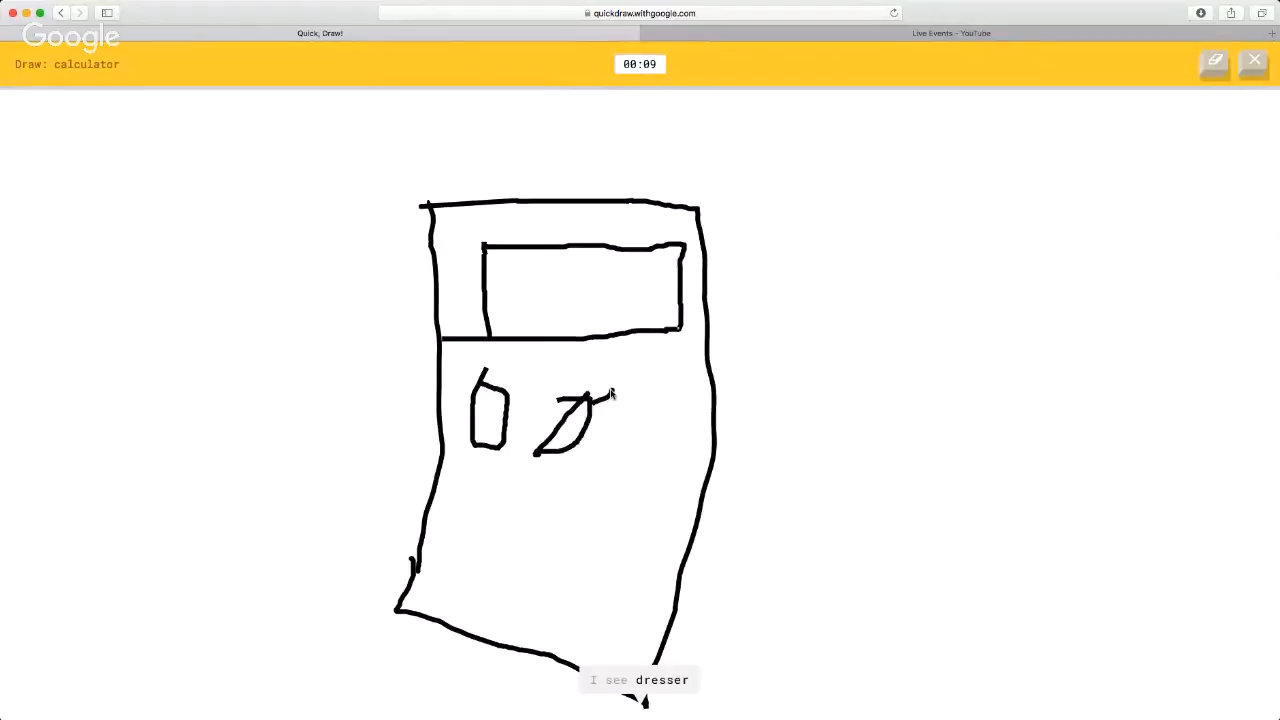 quickdraw.withgoogle.com
Google
Quick, Draw!
Live Events - YouTube
Draw: calculator
00:09
I see dresser